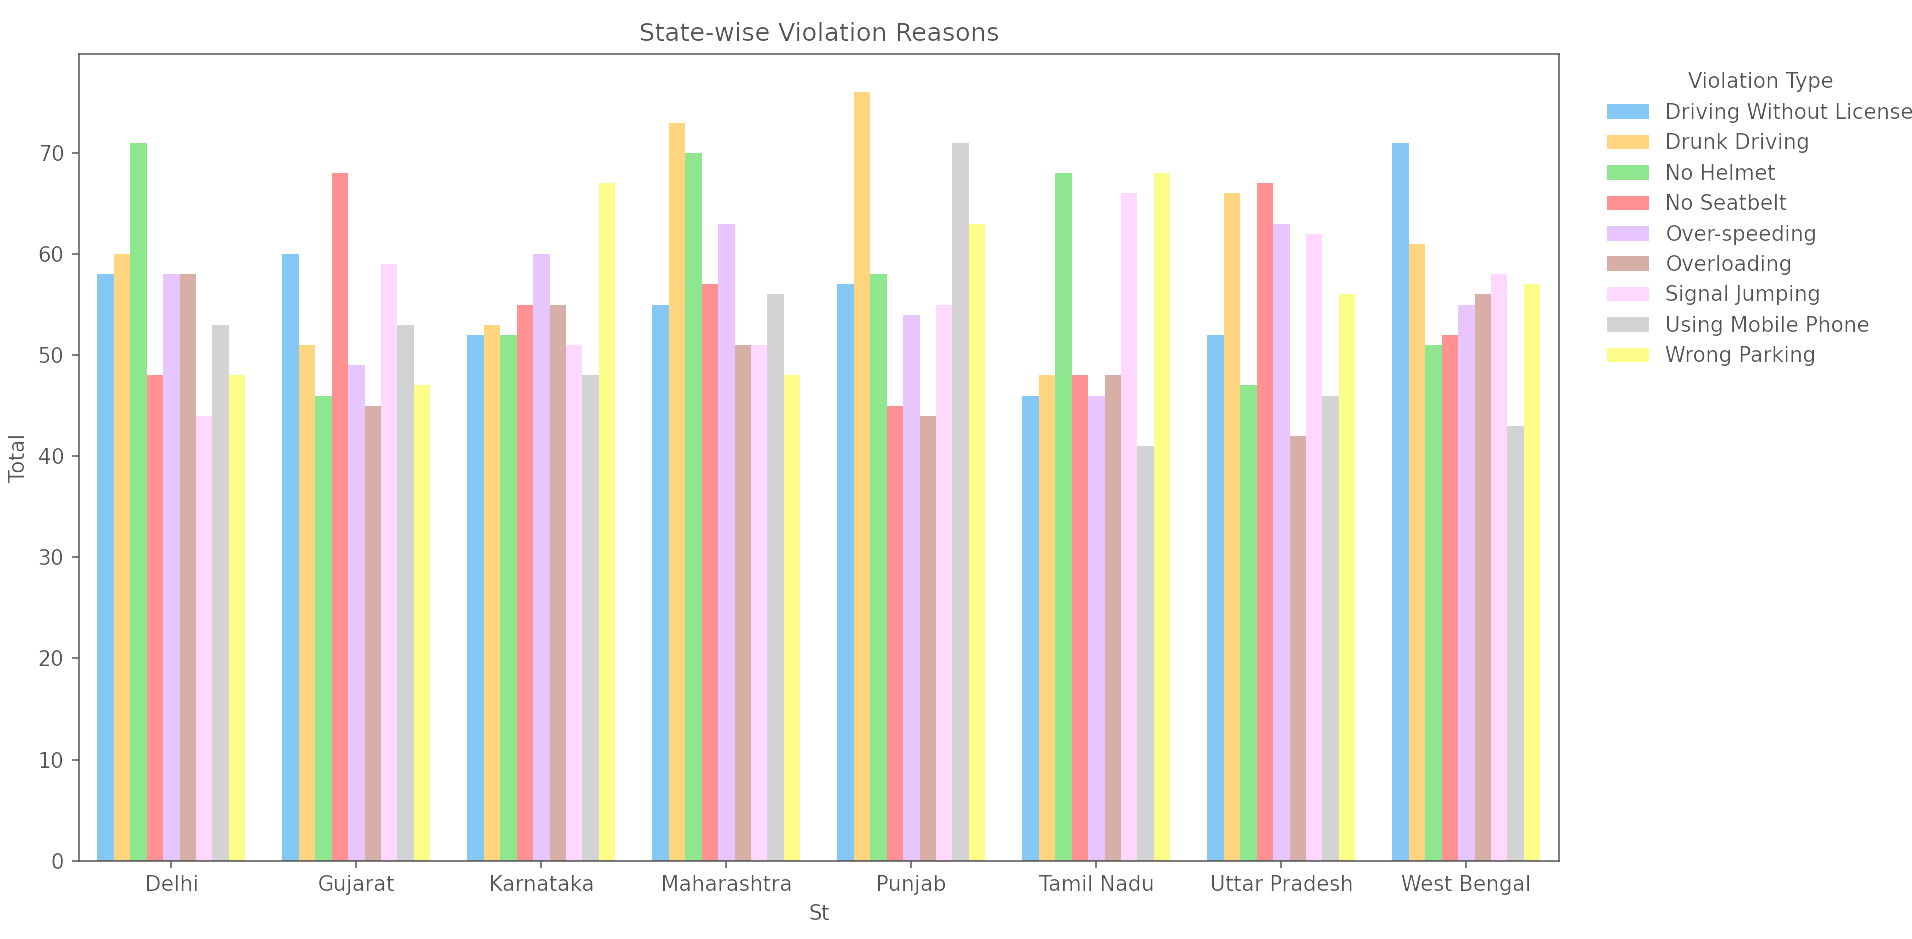 State-wise Violation Reasons
Violation Type
Driving Without License
Drunk Driving
No Helmet
No Seatbelt
Over-speeding
Overloading
Signal Jumping
Using Mobile Phone
Wrong Parking
Total
70
60
50
40
30
20
10
0
Delhi Gujarat Karnataka Maharashtra Punjab Tamil Nadu Uttar Pradesh West Bengal
St